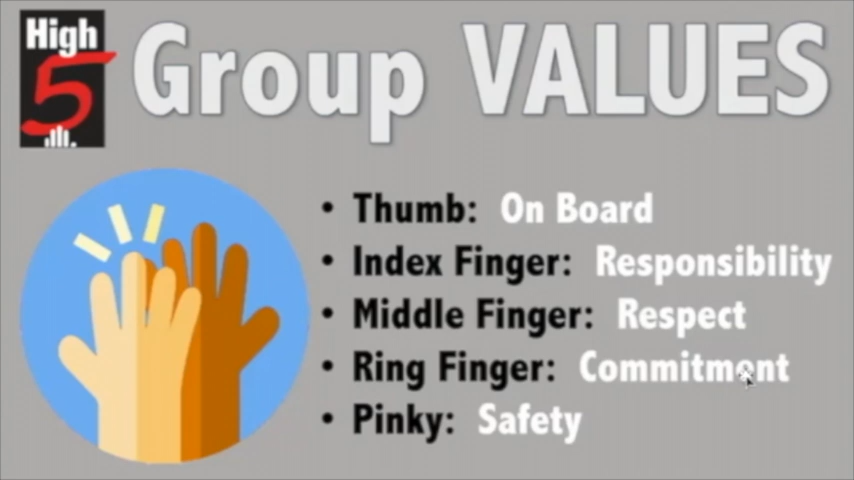 High
5
Group VALUES
• Thumb: On Board
• Index Finger: Responsibility
• Middle Finger: Respect
• Ring Finger: Commitment
• Pinky: Safety